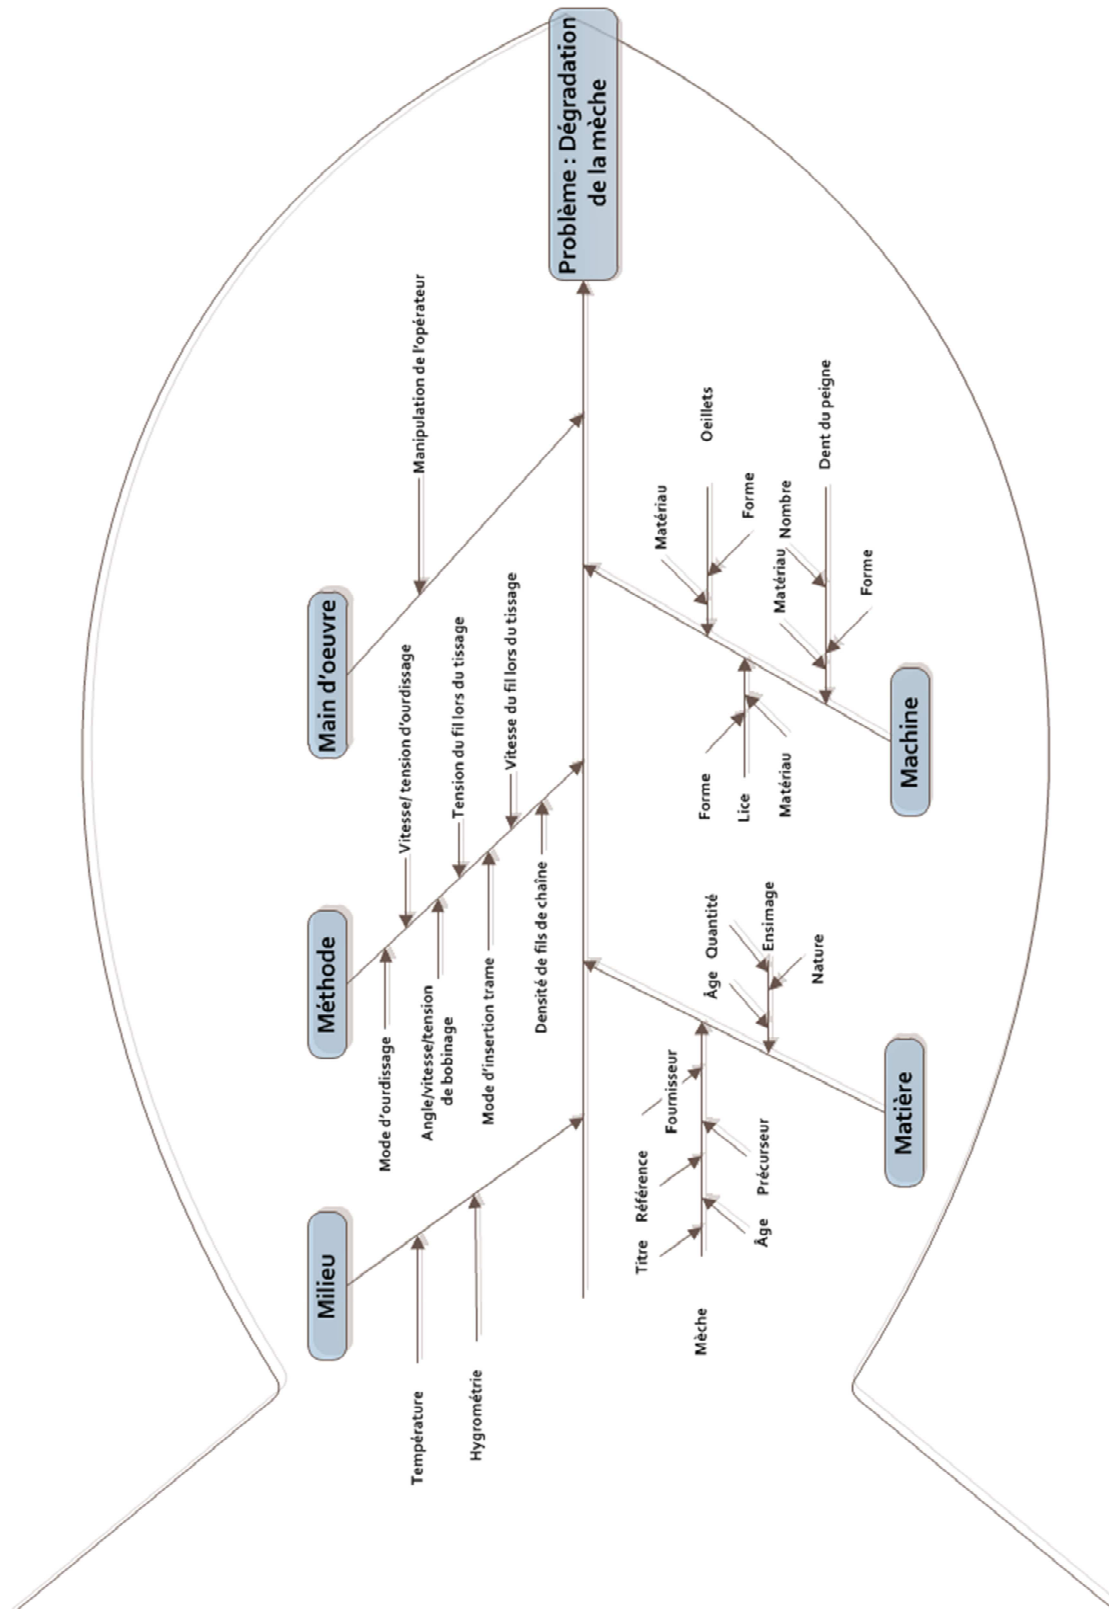 Problème : Dégradation
de la mèche
Milieu
Température
Hygrométrie
Méthode
Mode d'ourdissage
Vitesse/ tension d'ourdissage
Angle/vitesse/tension
de bobinage
Tension du fil lors du tissage
Mode d'insertion trame
Vitesse du fil lors du tissage
Densité de fils de chaîne
Main d'oeuvre
Manipulation de l'opérateur
Matière
Mèche
Titre
Référence
Fournisseur
Âge
Précurseur
Âge
Quantité
Ensimage
Nature
Machine
Forme
Lice
Matériau
Matériau
Oeillets
Forme
Matériau
Nombre
Dent du peigne
Forme